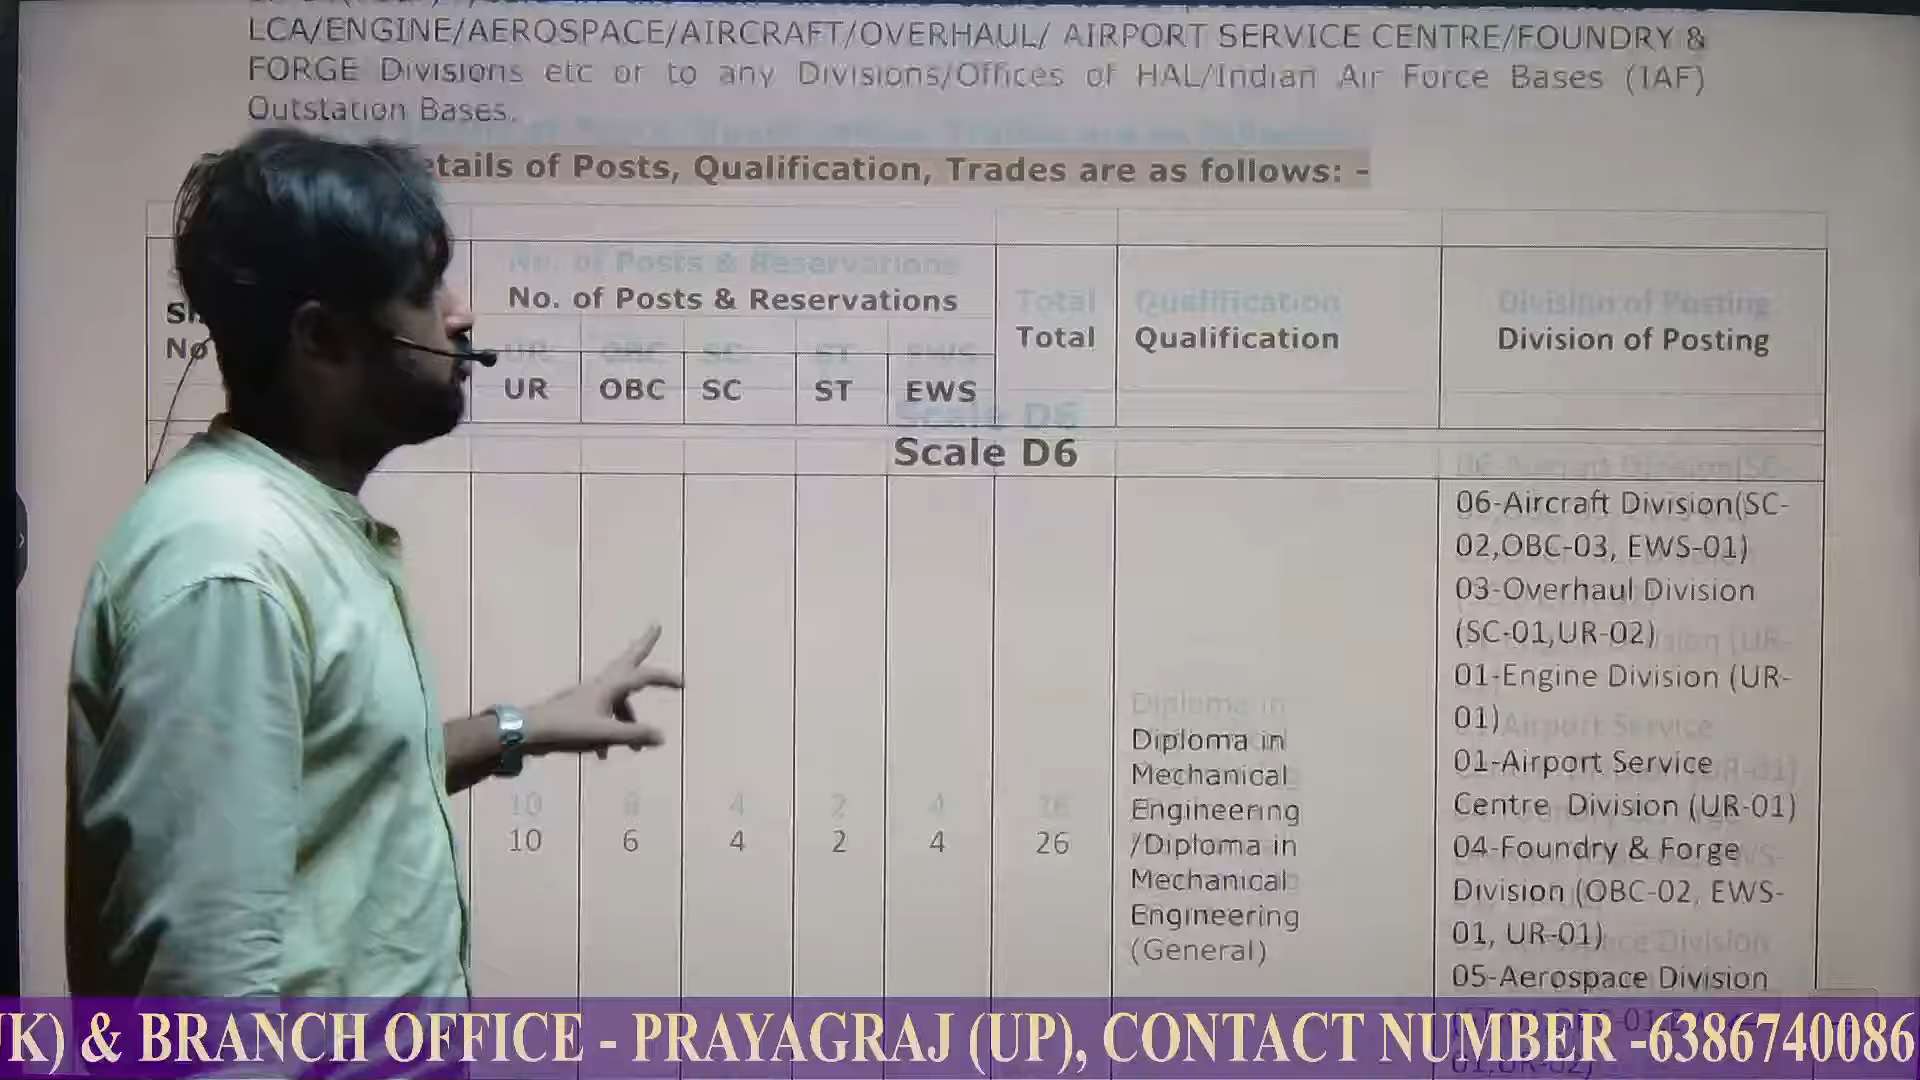 LCA/ENGINE/AEROSPACE/AIRCRAFT/OVERHAUL/ AIRPORT SERVICE CENTRE/FOUNDRY &
FORGE Divisions etc or to any Divisions/Offices of HAL/Indian Air Force Bases (IAF)
Outstation Bases.
etails of Posts, Qualification, Trades are as follows: -
No. of Posts & Reservations
Total
Qualification
Division of Posting
No
UR OBC SC ST EWS
Scale D6
10 6 4 2 4 26
Diploma in
Mechanical
Engineering
/Diploma in
Mechanical
Engineering
(General)
06-Aircraft Division(SC-
02,OBC-03, EWS-01)
03-Overhaul Division
(SC-01,UR-02)
01-Engine Division (UR-
01)
01-Airport Service
Centre Division (UR-01)
04-Foundry & Forge
Division (OBC-02, EWS-
01, UR-01)
05-Aerospace Division
UK) & BRANCH OFFICE - PRAYAGRAJ (UP), CONTACT NUMBER -6386740086